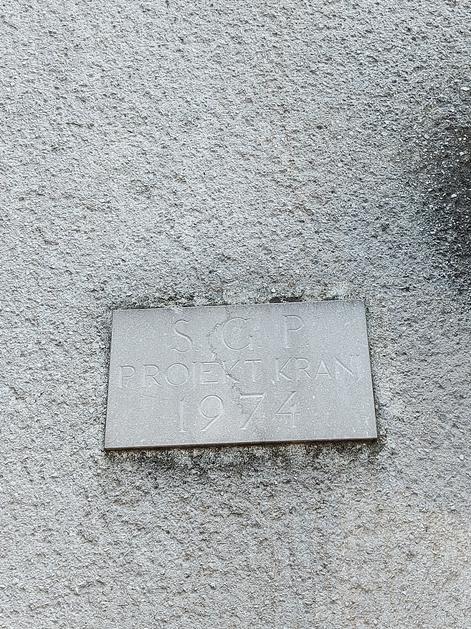 S G P
PROJEKT KRANJ
1974